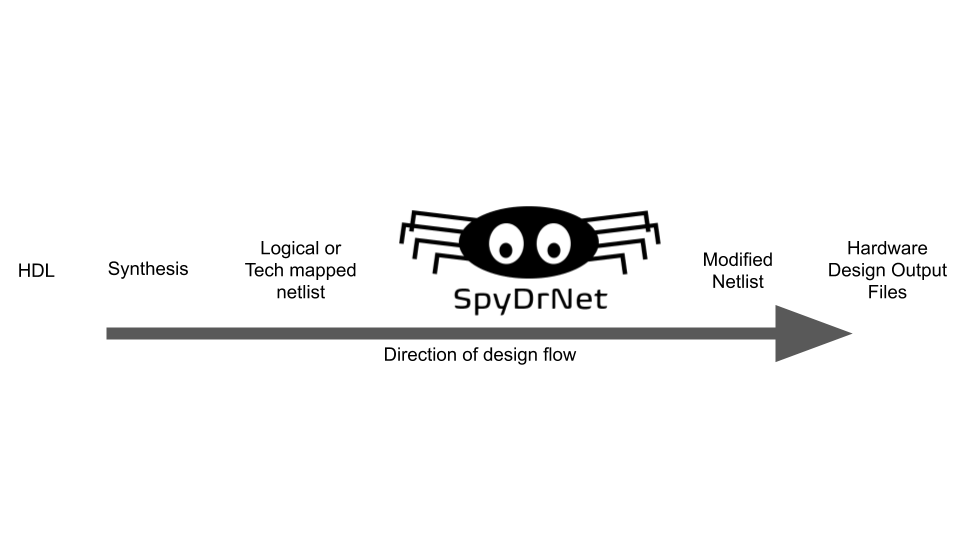 HDL
Synthesis
Logical or
Tech mapped
netlist
SpyDrNet
Modified
Netlist
Hardware
Design Output
Files
Direction of design flow